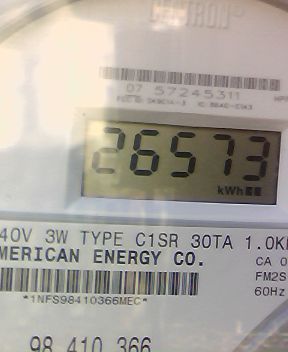 CENTRON®
07 57245311
26573
kWh
40V 3W TYPE C1SR 30TA 1.0K
MERICAN ENERGY CO.
CA 0
FM2S
60Hz
*1NFS98410366MEC*
98 410 366